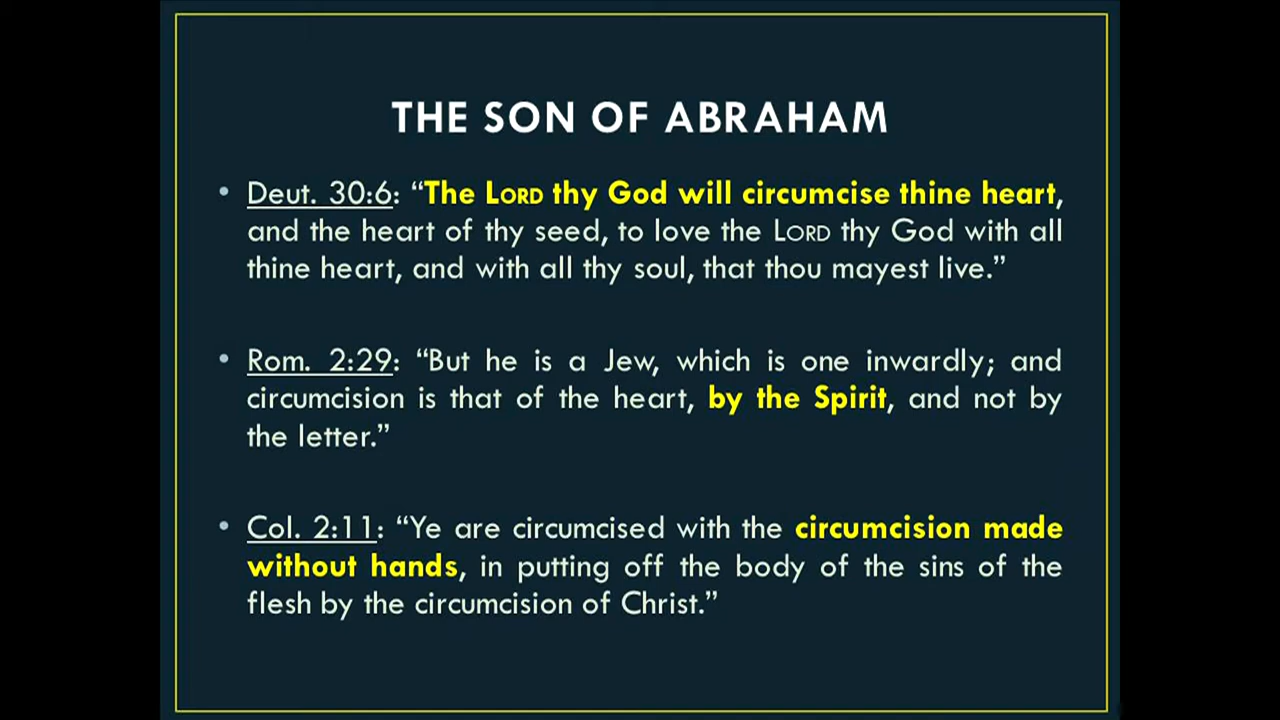 THE SON OF ABRAHAM
• Deut. 30:6: “The LORD thy God will circumcise thine heart,
and the heart of thy seed, to love the LORD thy God with all
thine heart, and with all thy soul, that thou mayest live.”
• Rom. 2:29: “But he is a Jew, which is one inwardly; and
circumcision is that of the heart, by the Spirit, and not by
the letter.”
• Col. 2:11: “Ye are circumcised with the circumcision made
without hands, in putting off the body of the sins of the
flesh by the circumcision of Christ.”